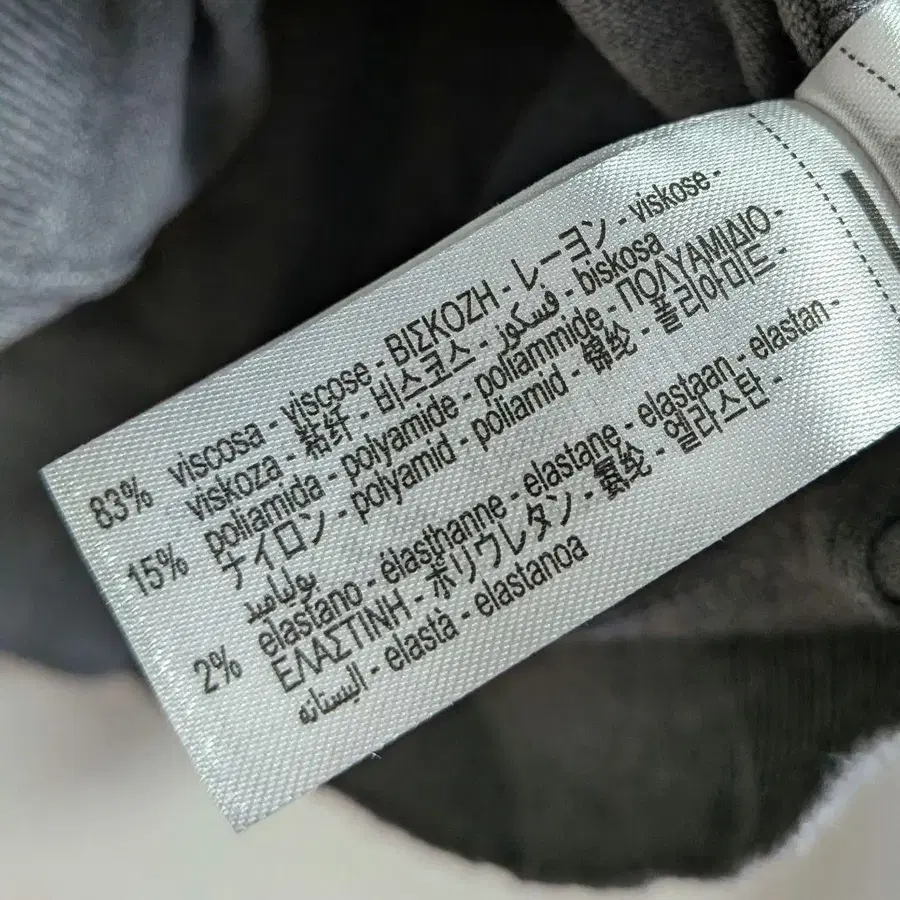 83% viscosa - viscose - ΒΙΣΚΟΖΗ - レーヨン - viskose -
viskoza - 粘纤 - 비스코스 - فسكوز - biskosa
15% poliamida - polyamide - poliammide - ΠΟΛΥΑΜΙΔΙΟ -
ナイロン - polyamid - poliamid - 锦纶 - 폴리아미드 -
بولياميد
2% elastano - élasthanne - elastane - elastaan - elastan -
ΕΛΑΣΤΙΝΗ - ポリウレタン - 氨纶 - 엘라스탄 -
اليستانه - elastà - elastanoa